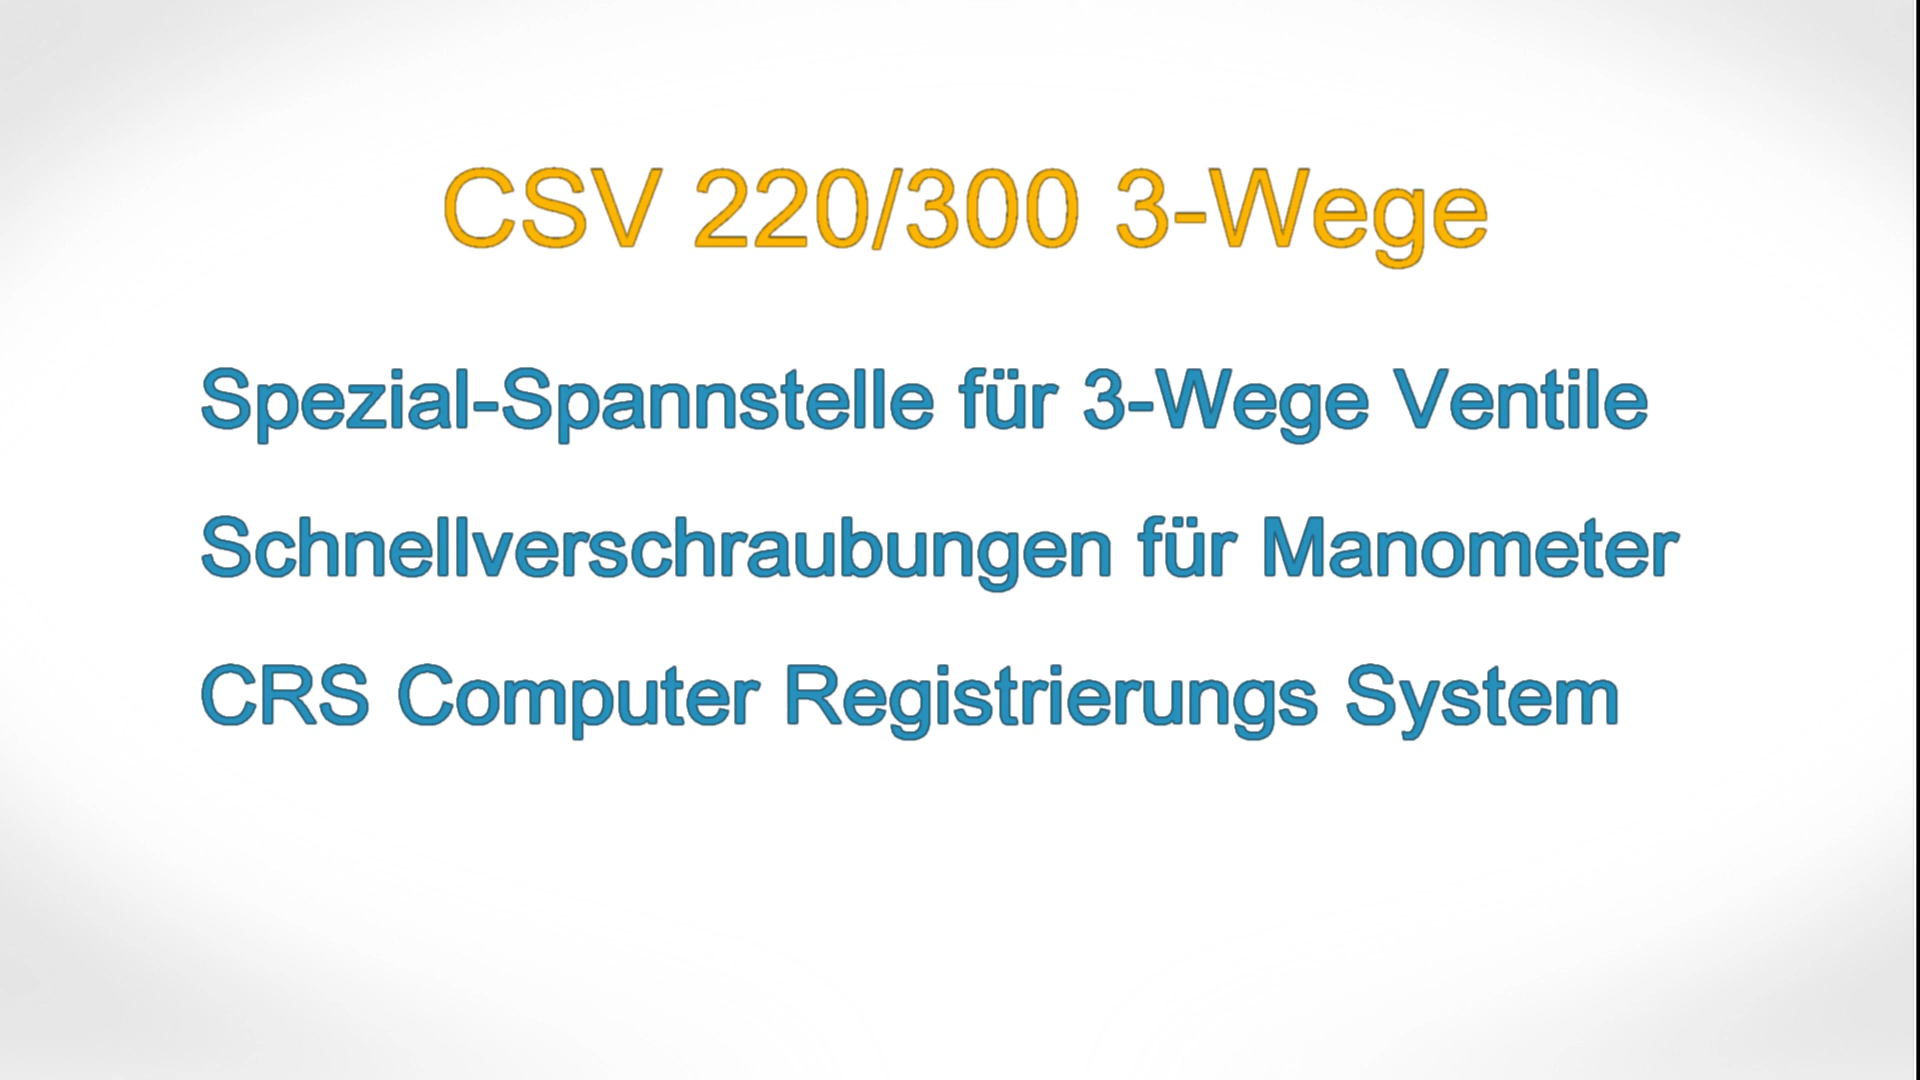 CSV 220/300 3-Wege
Spezial-Spannstelle für 3-Wege Ventile
Schnellverschraubungen für Manometer
CRS Computer Registrierungs System